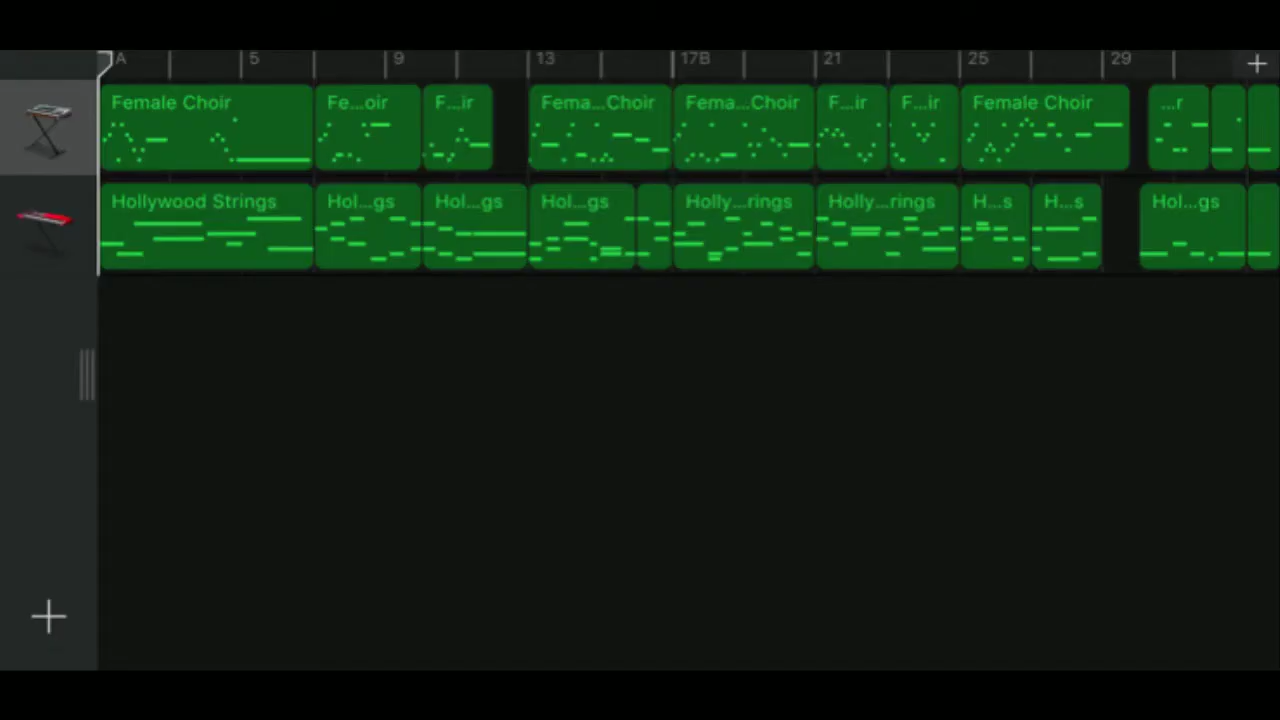 A 5 9 13 17B 21 25 29
Female Choir Fe...oir F...ir Fema...Choir Fema...Choir F...ir F...ir Female Choir ...r
Hollywood Strings Hol...gs Hol...gs Hol...gs Holly...rings Holly...rings H...s H...s Hol...gs